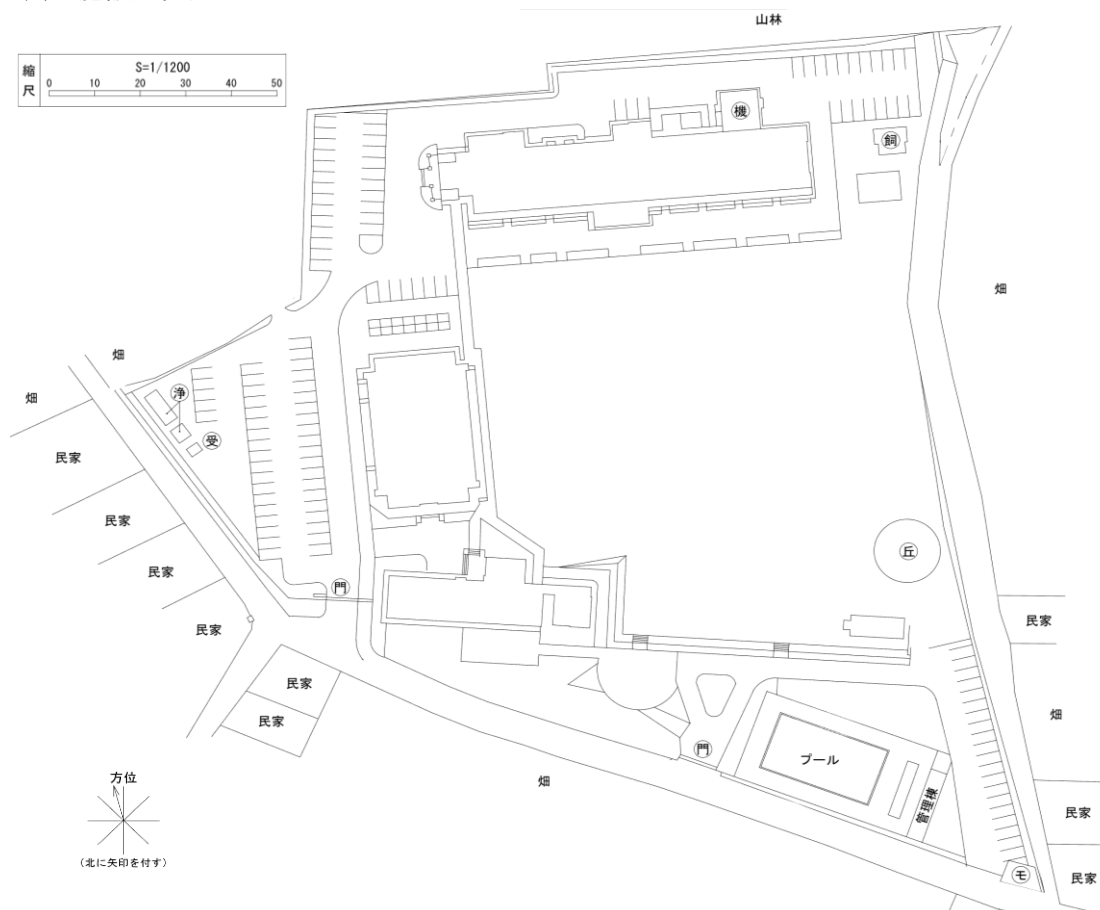 山林
縮尺
S=1/1200
0 10 20 30 40 50
機
飼
畑
畑
畑
浄
受
民家
民家
民家
民家
門
丘
民家
民家
民家
畑
門
プール
管理棟
畑
民家
民家
モ
方位
(北に矢印を付す)